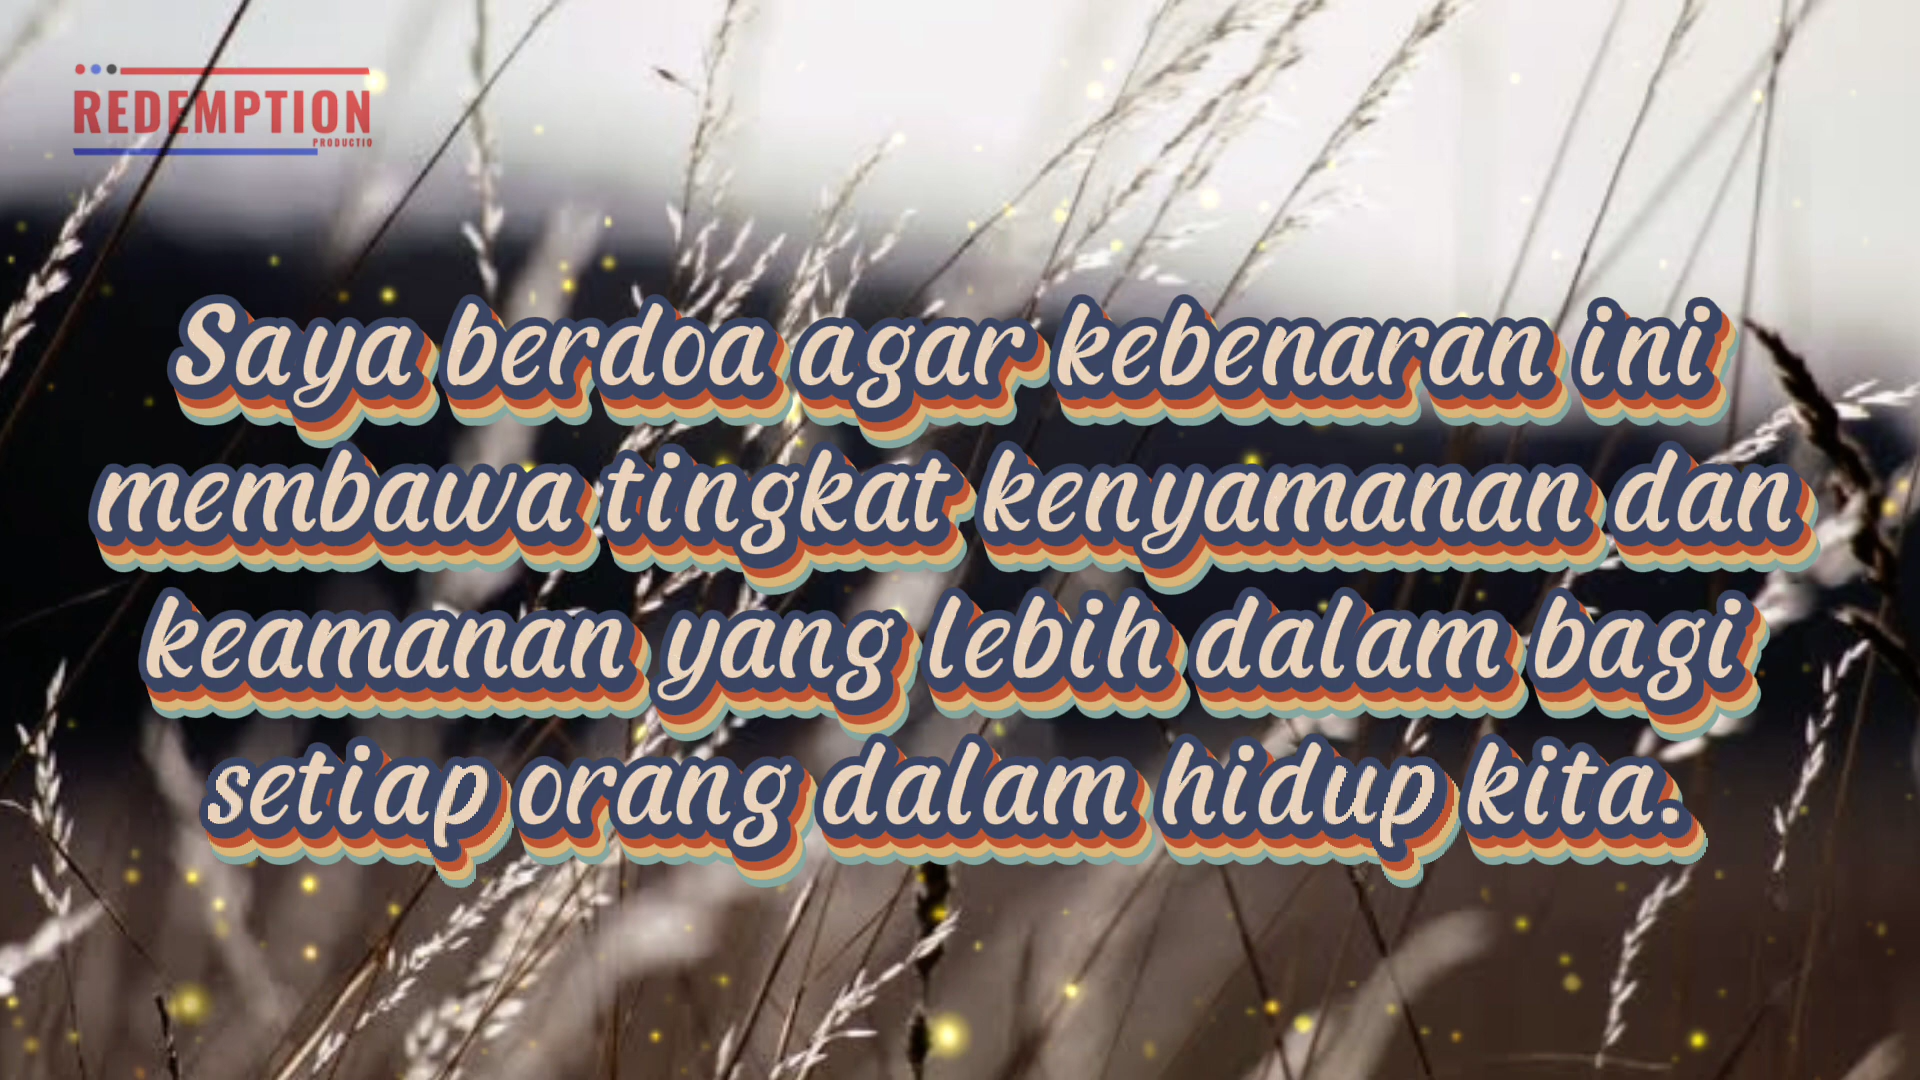 REDEMPTION
PRODUCTIO
Saya berdoa agar kebenaran ini
membawa tingkat kenyamanan dan
keamanan yang lebih dalam bagi
setiap orang dalam hidup kita.